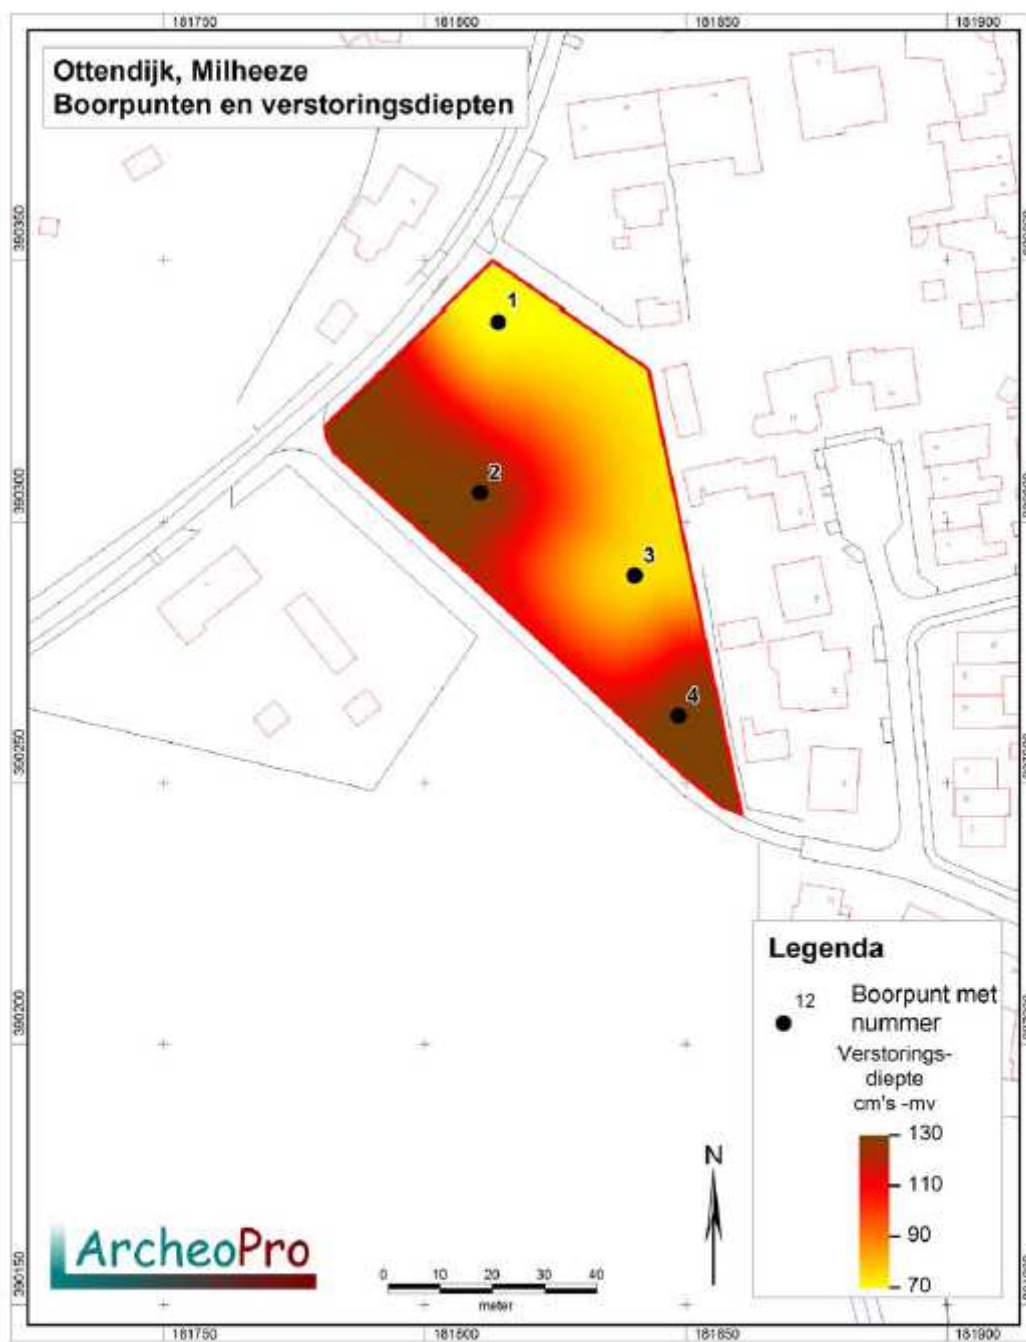 181750 181800 181850 181900
Ottendijk, Milheeze
Boorpunten en verstoringsdiepten
390350
390300
390250
390200
390150
1
2
3
4
Legenda
12 Boorpunt met
nummer
Verstorings-
diepte
cm's -mv
130
110
90
70
N
ArcheoPro
0 10 20 30 40
meter
181750 181800 181850 181900